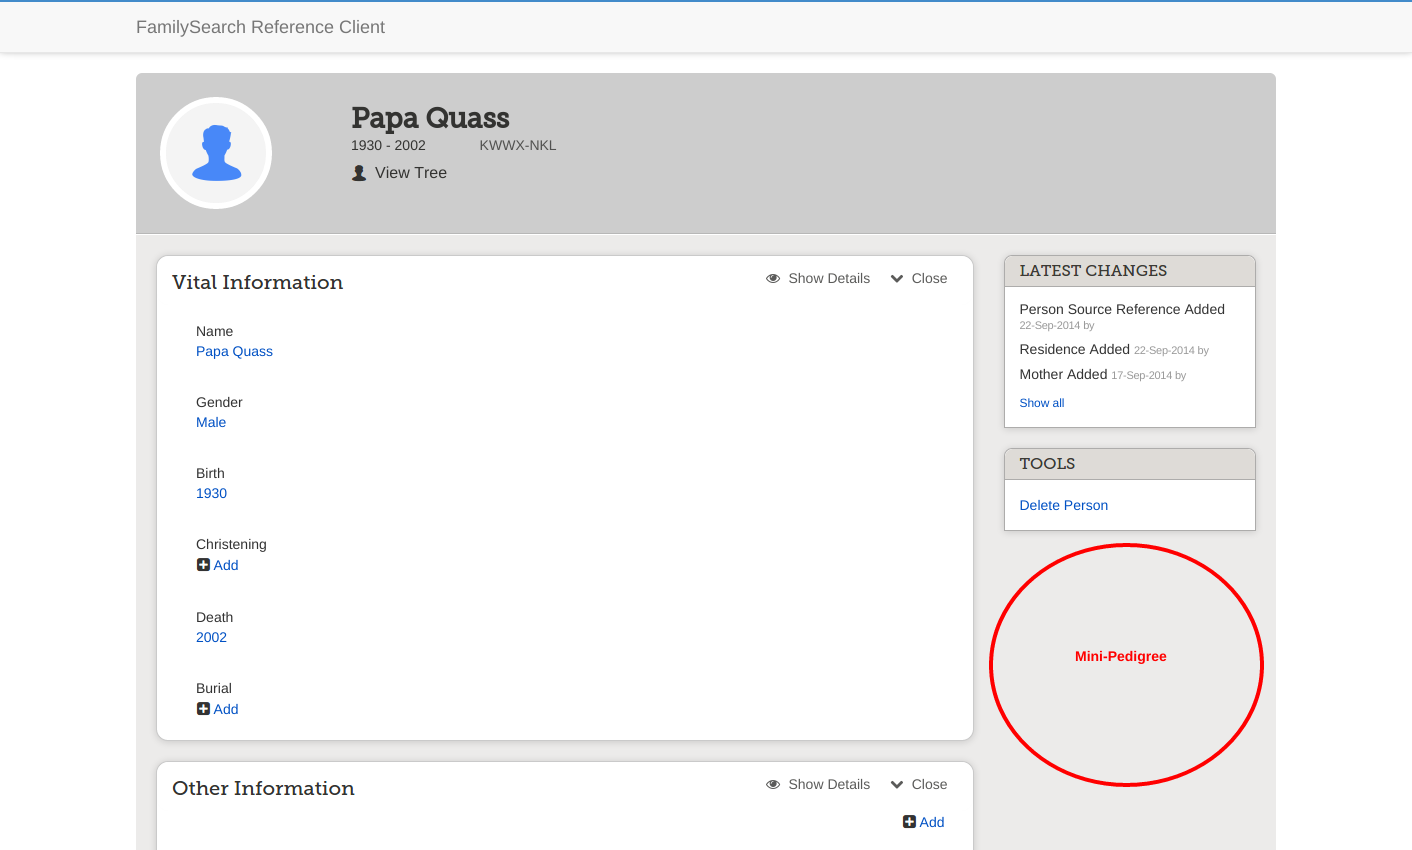 FamilySearch Reference Client
Papa Quass
1930 - 2002 KWWX-NKL
View Tree
Vital Information
Show Details Close
Name
Papa Quass
Gender
Male
Birth
1930
Christening
Add
Death
2002
Burial
Add
Other Information
Show Details Close
Add
LATEST CHANGES
Person Source Reference Added
22-Sep-2014 by
Residence Added 22-Sep-2014 by
Mother Added 17-Sep-2014 by
Show all
TOOLS
Delete Person
Mini-Pedigree